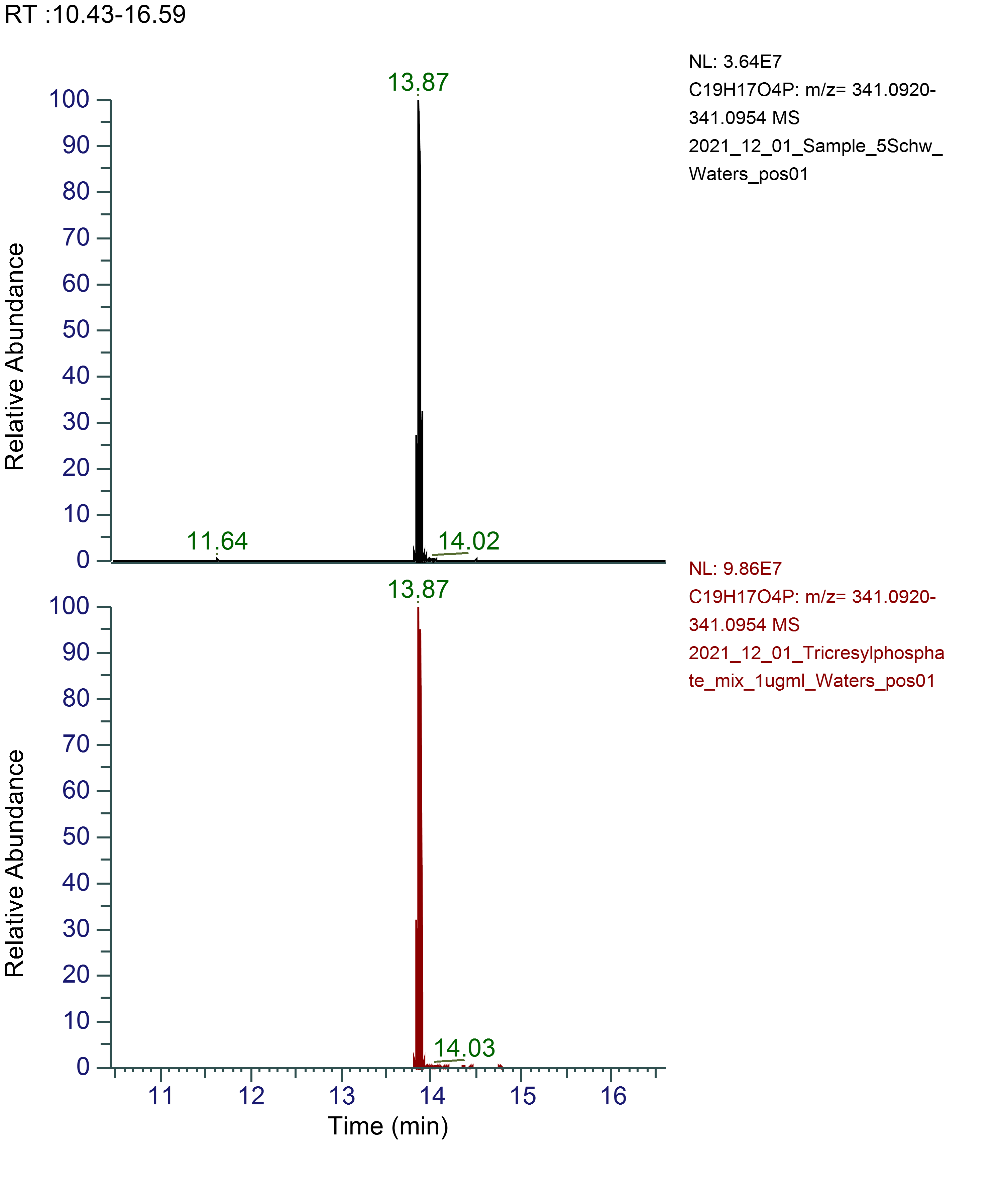 RT :10.43-16.59
NL: 3.64E7
C19H17O4P: m/z= 341.0920-
341.0954 MS
2021_12_01_Sample_5Schw_
Waters_pos01
13.87
100
90
80
70
60
50
40
30
20
10
0
Relative Abundance
11.64
14.02
NL: 9.86E7
C19H17O4P: m/z= 341.0920-
341.0954 MS
2021_12_01_Tricresylphospha
te_mix_1ugml_Waters_pos01
13.87
100
90
80
70
60
50
40
30
20
10
0
Relative Abundance
14.03
11 12 13 14 15 16
Time (min)